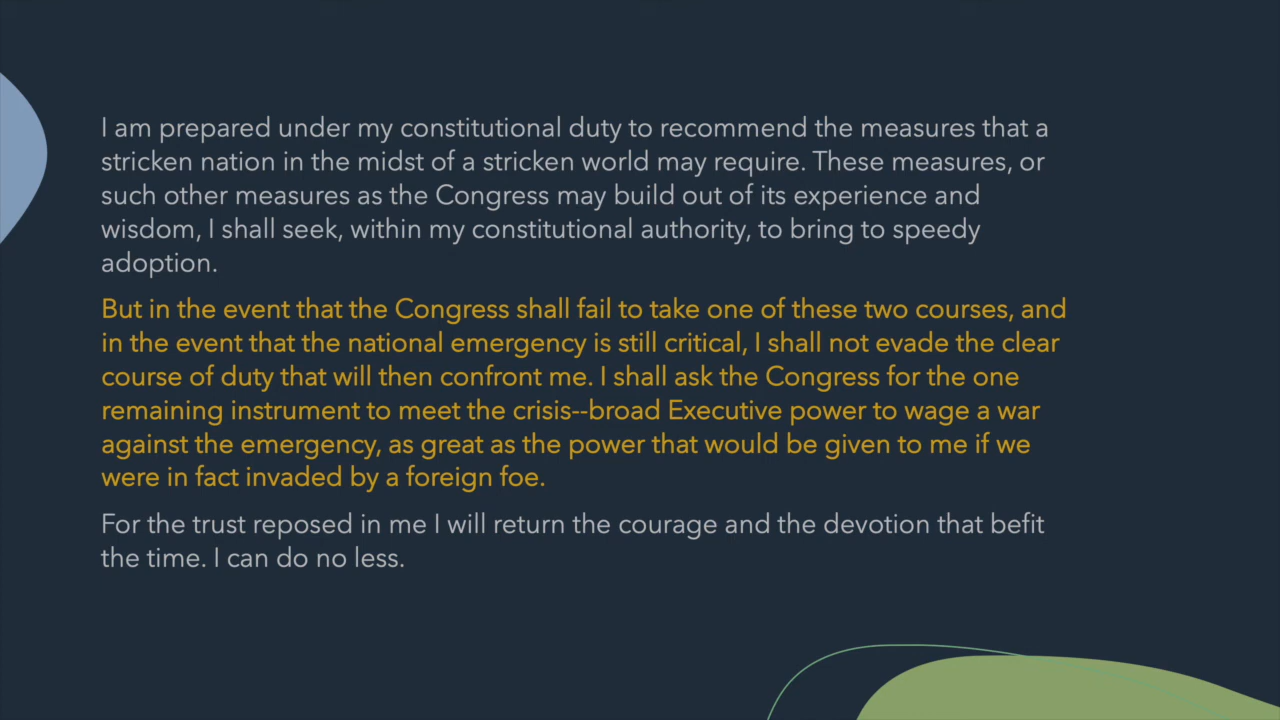 I am prepared under my constitutional duty to recommend the measures that a
stricken nation in the midst of a stricken world may require. These measures, or
such other measures as the Congress may build out of its experience and
wisdom, I shall seek, within my constitutional authority, to bring to speedy
adoption.
But in the event that the Congress shall fail to take one of these two courses, and
in the event that the national emergency is still critical, I shall not evade the clear
course of duty that will then confront me. I shall ask the Congress for the one
remaining instrument to meet the crisis--broad Executive power to wage a war
against the emergency, as great as the power that would be given to me if we
were in fact invaded by a foreign foe.
For the trust reposed in me I will return the courage and the devotion that befit
the time. I can do no less.